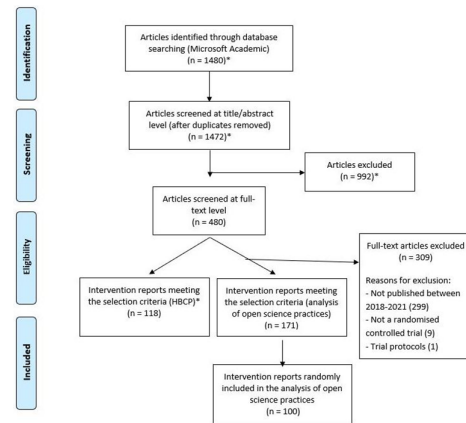 Identification
Articles identified through database
searching (Microsoft Academic)
(n = 1480)*
Screening
Articles screened at title/abstract
level (after duplicates removed)
(n = 1472)*
Articles excluded
(n = 992)*
Articles screened at full-
text level
(n = 480)
Eligibility
Full-text articles excluded
(n = 309)
Reasons for exclusion:
- Not published between
2018-2021 (299)
- Not a randomised
controlled trial (9)
- Trial protocols (1)
Intervention reports meeting
the selection criteria (HBCP)*
(n = 118)
Intervention reports meeting
the selection criteria (analysis
of open science practices)
(n = 171)
Included
Intervention reports randomly
included in the analysis of open
science practices
(n = 100)